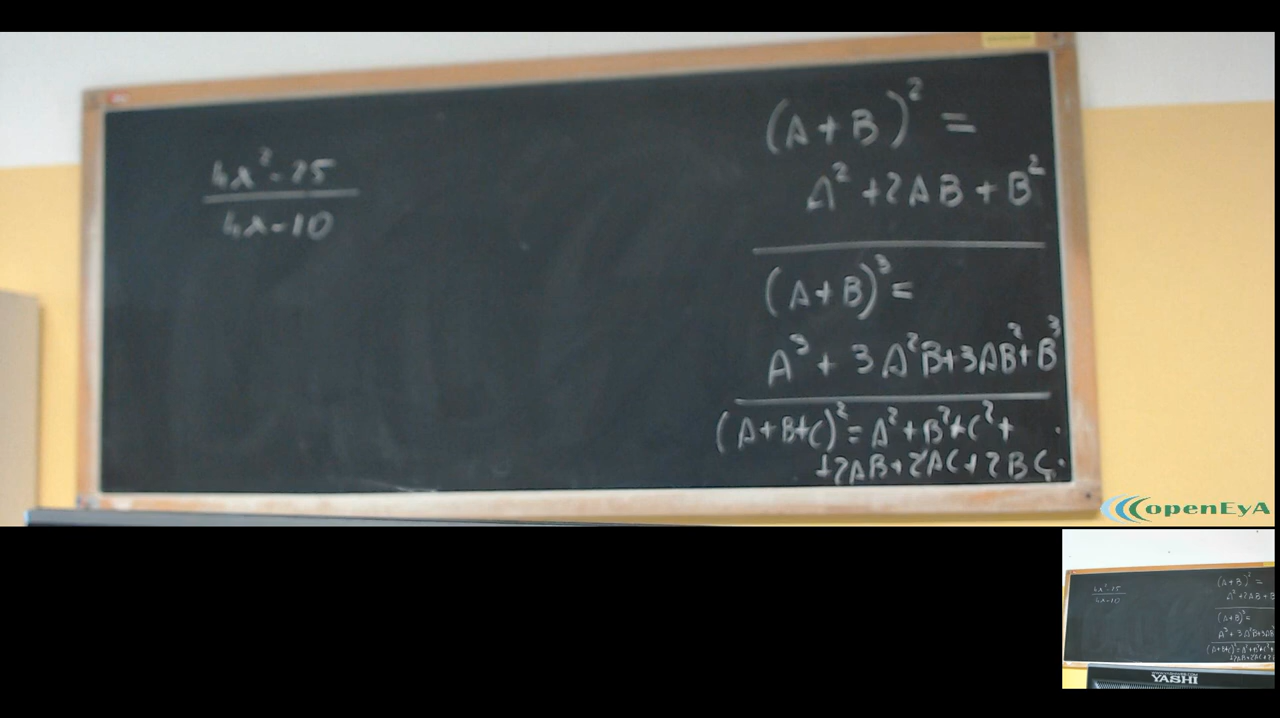 4x² - 25
4x - 10
(A + B)² =
A² + 2AB + B²
(A + B)³ =
A³ + 3A²B + 3AB² + B³
(A + B + C)² = A² + B² + C² +
+ 2AB + 2AC + 2BC.
openEyA
YASHI